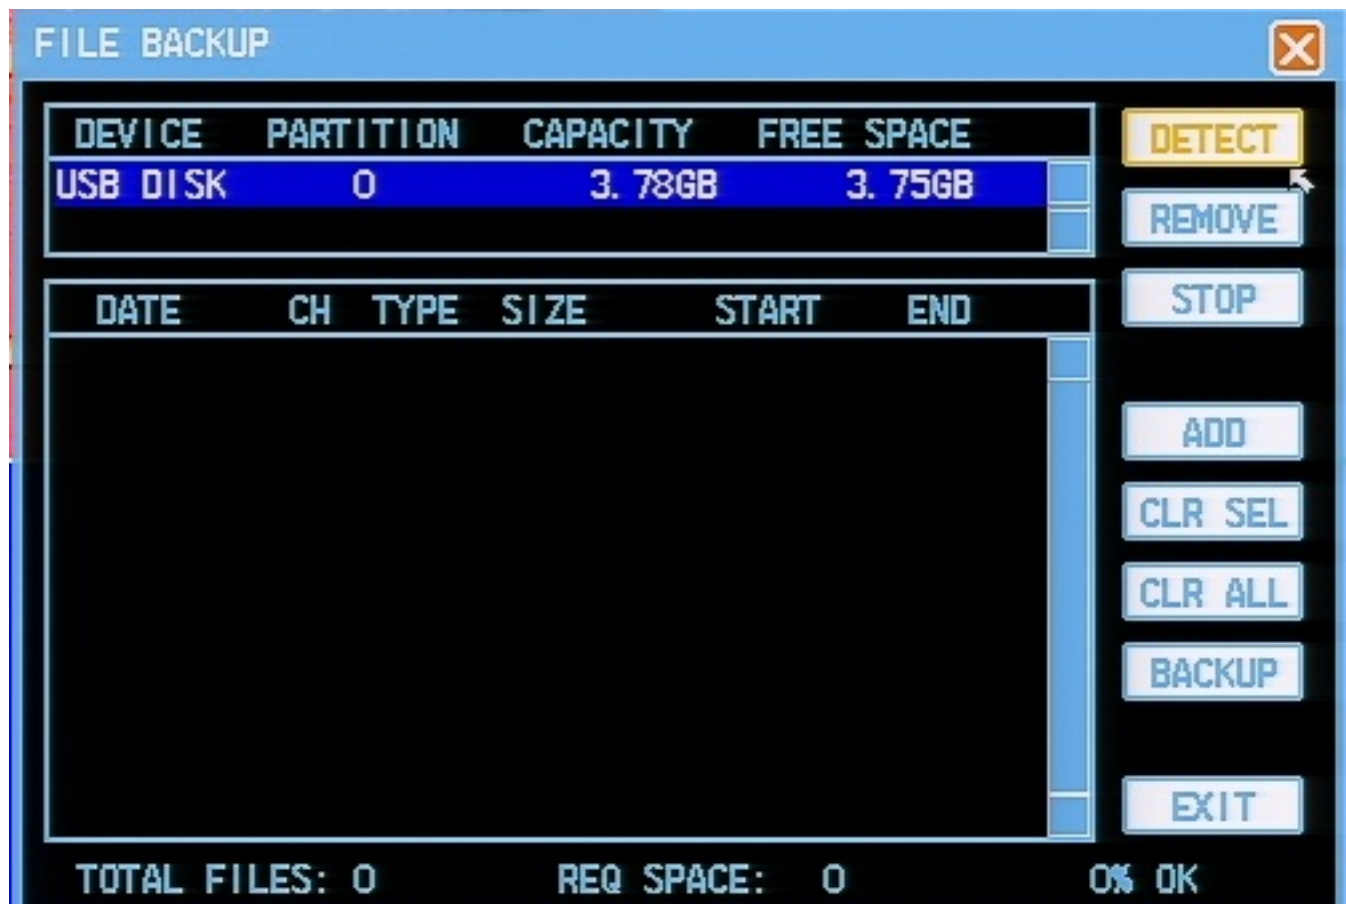 FILE BACKUP
DEVICE PARTITION CAPACITY FREE SPACE
USB DISK 0 3.78GB 3.75GB
DATE CH TYPE SIZE START END
DETECT
REMOVE
STOP
ADD
CLR SEL
CLR ALL
BACKUP
EXIT
TOTAL FILES: 0 REQ SPACE: 0 0% OK